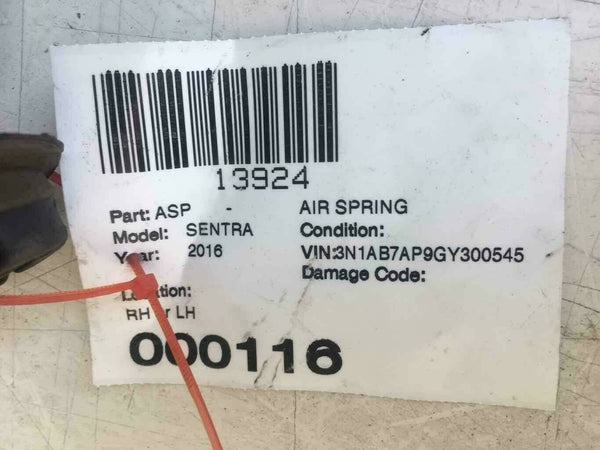 13924
Part: ASP - AIR SPRING
Model: SENTRA Condition:
Year: 2016 VIN:3N1AB7AP9GY300545
Damage Code:
Location:
RH or LH
000116